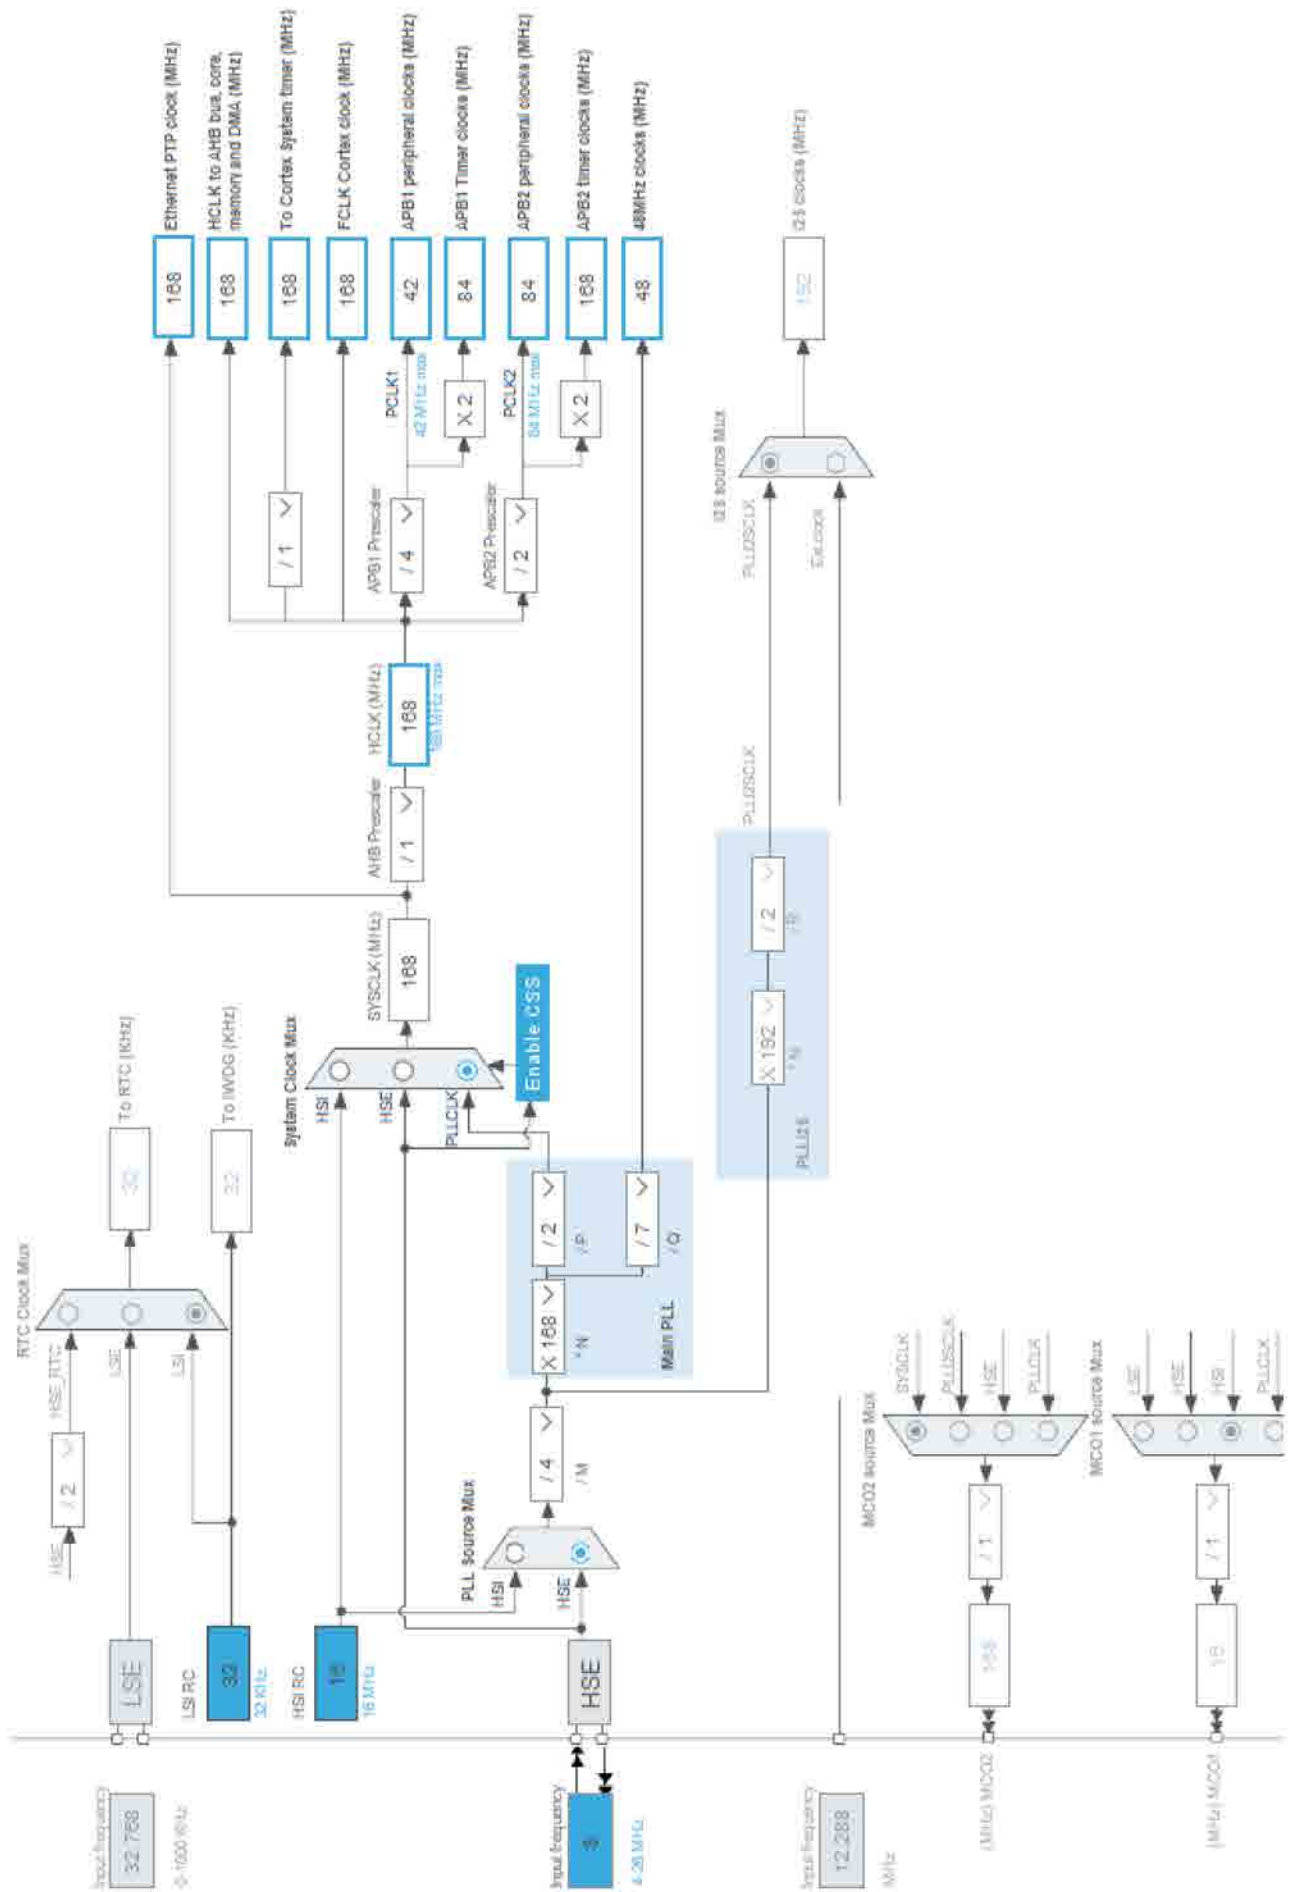 RTC Clock Mux
HSE
/ 2
HSE_RTC
Input frequency
32.768
0-1000 KHz
LSE
LSE
32
To RTC (KHz)
LSI RC
32
32 KHz
LSI
32
To IWDG (KHz)
HSI RC
16
16 MHz
System Clock Mux
HSI
HSE
PLLCLK
Enable CSS
SYSCLK (MHz)
168
AHB Prescaler
/ 1
HCLK (MHz)
168
168 MHz max
168
Ethernet PTP clock (MHz)
168
HCLK to AHB bus, core,
memory and DMA (MHz)
/ 1
168
To Cortex System timer (MHz)
168
FCLK Cortex clock (MHz)
APB1 Prescaler
/ 4
PCLK1
42 MHz max
42
APB1 peripheral clocks (MHz)
X 2
84
APB1 Timer clocks (MHz)
APB2 Prescaler
/ 2
PCLK2
84 MHz max
84
APB2 peripheral clocks (MHz)
X 2
168
APB2 timer clocks (MHz)
48
48MHz clocks (MHz)
PLL Source Mux
HSI
HSE
Input frequency
8
4-26 MHz
HSE
/ 4
/ M
X 168
* N
/ 2
/ P
/ 7
/ Q
Main PLL
X 192
* N
/ 2
/ R
PLLI2S
PLLI2SCLK
I2S source Mux
PLLI2SCLK
Ext.clock
192
I2S clocks (MHz)
Input frequency
12.288
MHz
MCO2 source Mux
SYSCLK
PLLI2SCLK
HSE
PLLCLK
/ 1
168
(MHz) MCO2
MCO1 source Mux
LSE
HSE
HSI
PLLCLK
/ 1
16
(MHz) MCO1